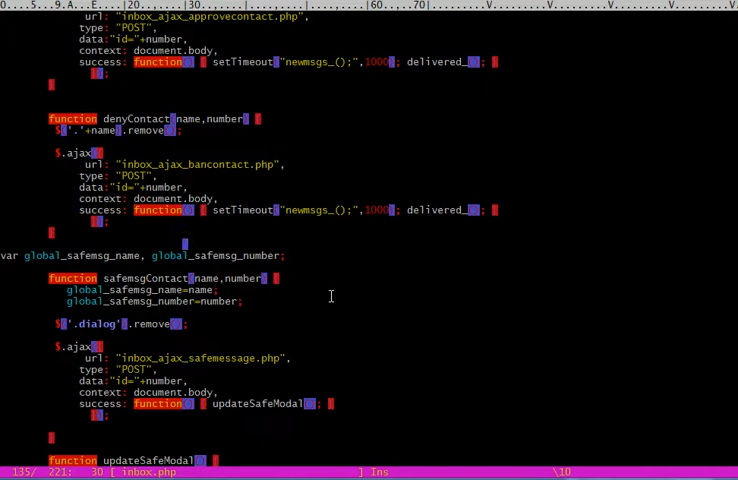 0...5..9.A..E. 20 30 60 70 V V V V V
url: "inbox_ajax_approvecontact.php",
type: "POST",
data:"id="+number,
context: document.body,
success: function() { setTimeout("newmsgs_();",1000); delivered_(); }
});
}
function denyContact(name,number) {
$('.'+name).remove();
$.ajax({
url: "inbox_ajax_bancontact.php",
type: "POST",
data:"id="+number,
context: document.body,
success: function() { setTimeout("newmsgs_();",1000); delivered_(); }
});
}
var global_safemsg_name, global_safemsg_number;
function safemsgContact(name,number) {
global_safemsg_name=name;
global_safemsg_number=number;
$('.dialog').remove();
$.ajax({
url: "inbox_ajax_safemessage.php",
type: "POST",
data:"id="+number,
context: document.body,
success: function() { updateSafeModal(); }
});
}
function updateSafeModal() {
135/ 221: 30 [ inbox.php ] Ins \10